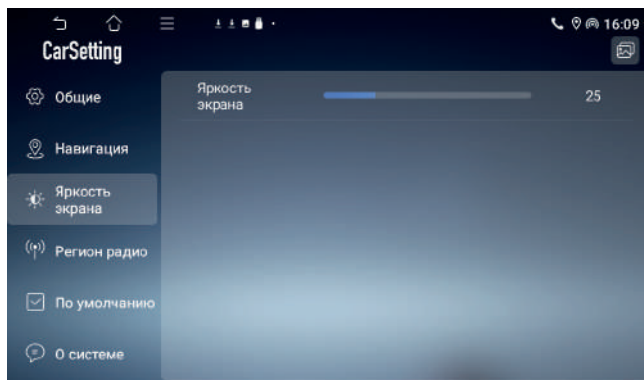 16:09
CarSetting
Общие
Яркость
экрана
25
Навигация
Яркость
экрана
Регион радио
По умолчанию
О системе